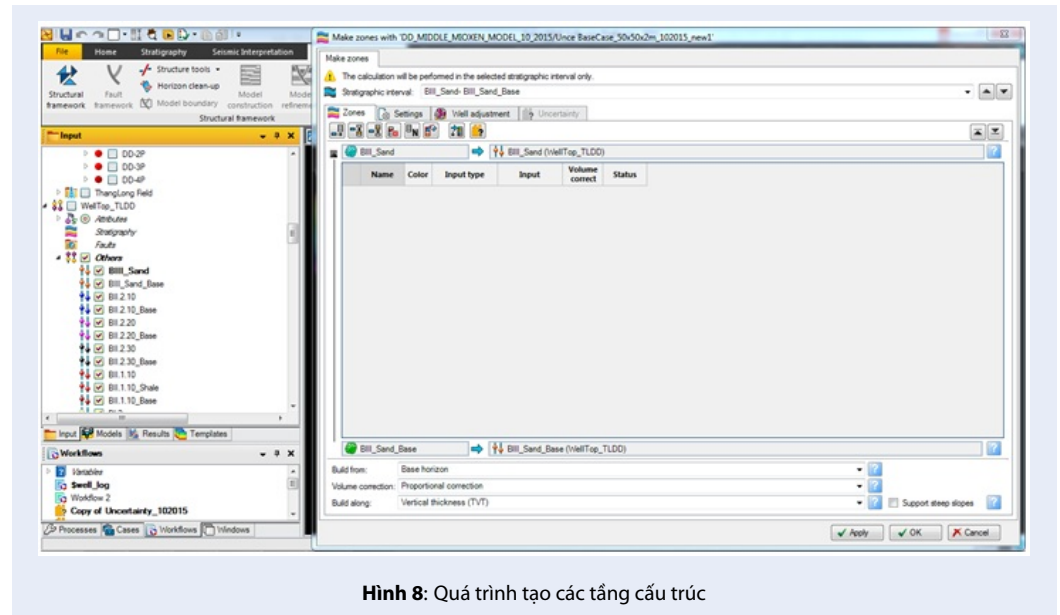 Make zones with 'DD_MIDDLE_MIOXEN_MODEL_10_2015/Unce BaseCase_50x50x2m_102015_new1'
File Home Stratigraphy Seismic Interpretation
Structure tools
Horizon clean-up
Model boundary
Structural framework
Fault framework
Model construction
Mode refineme
Structural framework
Input
DD-2P
DD-3P
DD-4P
ThangLong Field
WellTop_TLDD
Attributes
Stratigraphy
Faults
Others
BIII_Sand
BIII_Sand_Base
BII.2.10
BII.2.10_Base
BII.2.20
BII.2.20_Base
BII.2.30
BII.2.30_Base
BII.1.10
BII.1.10_Shale
BII.1.10_Base
Input Models Results Templates
Workflows
Variables
Swell_log
Workflow 2
Copy of Uncertainty_102015
Processes Cases Workflows Windows
Make zones
The calculation will be performed in the selected stratigraphic interval only.
Stratigraphic interval: BIII_Sand- BIII_Sand_Base
Zones Settings Well adjustment Uncertainty
BIII_Sand BIII_Sand (WellTop_TLDD)
Name Color Input type Input Volume correct Status
BIII_Sand_Base BIII_Sand_Base (WellTop_TLDD)
Build from: Base horizon
Volume correction: Proportional correction
Build along: Vertical thickness (TVT) Support steep slopes
Apply OK Cancel
Hình 8: Quá trình tạo các tầng cấu trúc